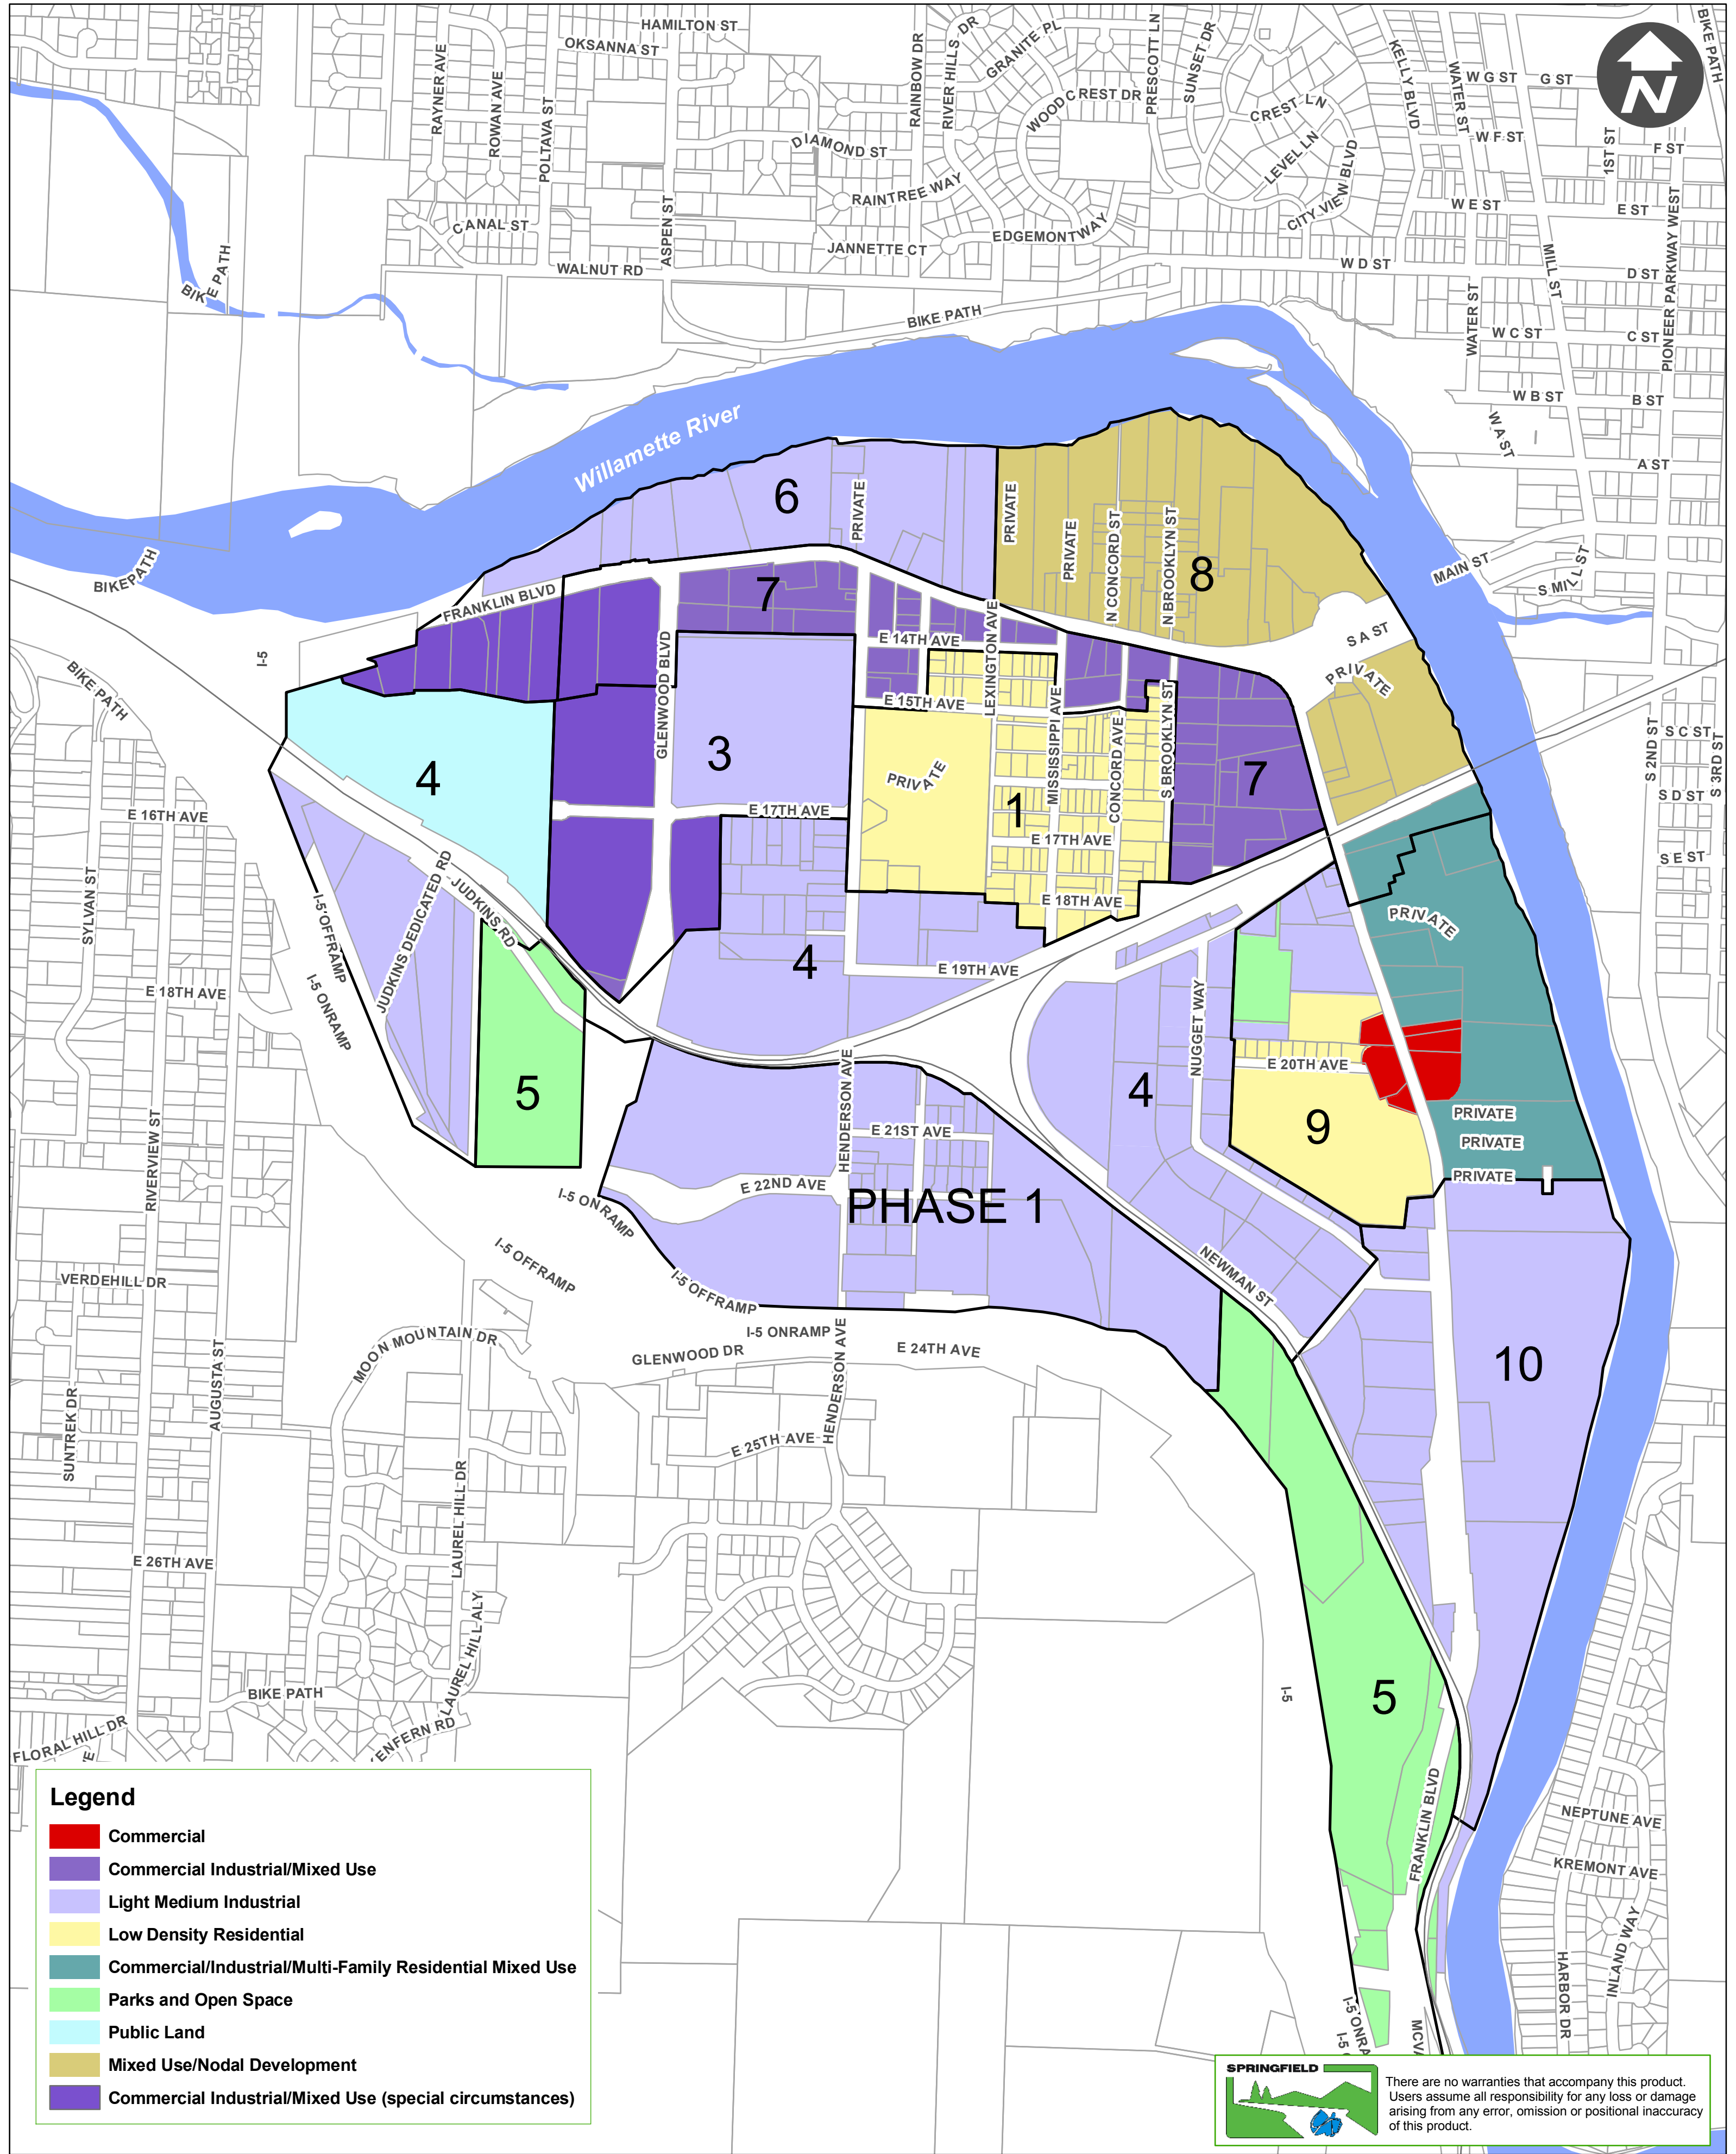 HAMILTON ST
OKSANNA ST
RAYNER AVE
ROWAN AVE
POLTAVA ST
ASPEN ST
CANAL ST
WALNUT RD
DIAMOND ST
RAINBOW DR
RIVER HILLS DR
GRANITE PL
WOODCREST DR
PRESCOTT LN
SUNSET DR
CREST LN
LEVEL LN
CITY VIEW BLVD
KELLY BLVD
WATER ST
W G ST
G ST
BIKE PATH
N
W F ST
F ST
1ST ST
RAINTREE WAY
JANNETTE CT
EDGEMONT WAY
W E ST
E ST
W D ST
D ST
MILL ST
PIONEER PARKWAY WEST
BIKE PATH
BIKE PATH
WATER ST
W C ST
C ST
W B ST
B ST
W A ST
A ST
Willamette River
BIKEPATH
6
PRIVATE
PRIVATE
PRIVATE
N CONCORD ST
N BROOKLYN ST
8
MAIN ST
S MILL ST
FRANKLIN BLVD
7
GLENWOOD BLVD
E 14TH AVE
LEXINGTON AVE
S A ST
PRIVATE
I-5
BIKE PATH
E 15TH AVE
MISSISSIPPI AVE
CONCORD AVE
S BROOKLYN ST
4
3
PRIVATE
1
7
S 2ND ST
S C ST
S 3RD ST
S D ST
E 16TH AVE
E 17TH AVE
E 17TH AVE
S E ST
SYLVAN ST
JUDKINS DEDICATED RD
JUDKINS RD
E 18TH AVE
PRIVATE
I-5 OFFRAMP
I-5 ONRAMP
E 18TH AVE
4
E 19TH AVE
NUGGET WAY
5
HENDERSON AVE
4
E 20TH AVE
9
PRIVATE
PRIVATE
PRIVATE
E 21ST AVE
RIVERVIEW ST
E 22ND AVE
PHASE 1
I-5 ONRAMP
I-5 OFFRAMP
I-5 OFFRAMP
NEWMAN ST
VERDEHILL DR
MOON MOUNTAIN DR
I-5 ONRAMP
GLENWOOD DR
HENDERSON AVE
E 24TH AVE
10
SUNTREK DR
AUGUSTA ST
E 25TH AVE
LAUREL HILL DR
E 26TH AVE
LAUREL HILL ALY
BIKE PATH
FLORAL HILL DR
ENFERN RD
I-5
5
FRANKLIN BLVD
NEPTUNE AVE
KREMONT AVE
HARBOR DR
INLAND WAY
I-5 ONRA
I-5
MCV
Legend
Commercial
Commercial Industrial/Mixed Use
Light Medium Industrial
Low Density Residential
Commercial/Industrial/Multi-Family Residential Mixed Use
Parks and Open Space
Public Land
Mixed Use/Nodal Development
Commercial Industrial/Mixed Use (special circumstances)
SPRINGFIELD
There are no warranties that accompany this product.
Users assume all responsibility for any loss or damage
arising from any error, omission or positional inaccuracy
of this product.